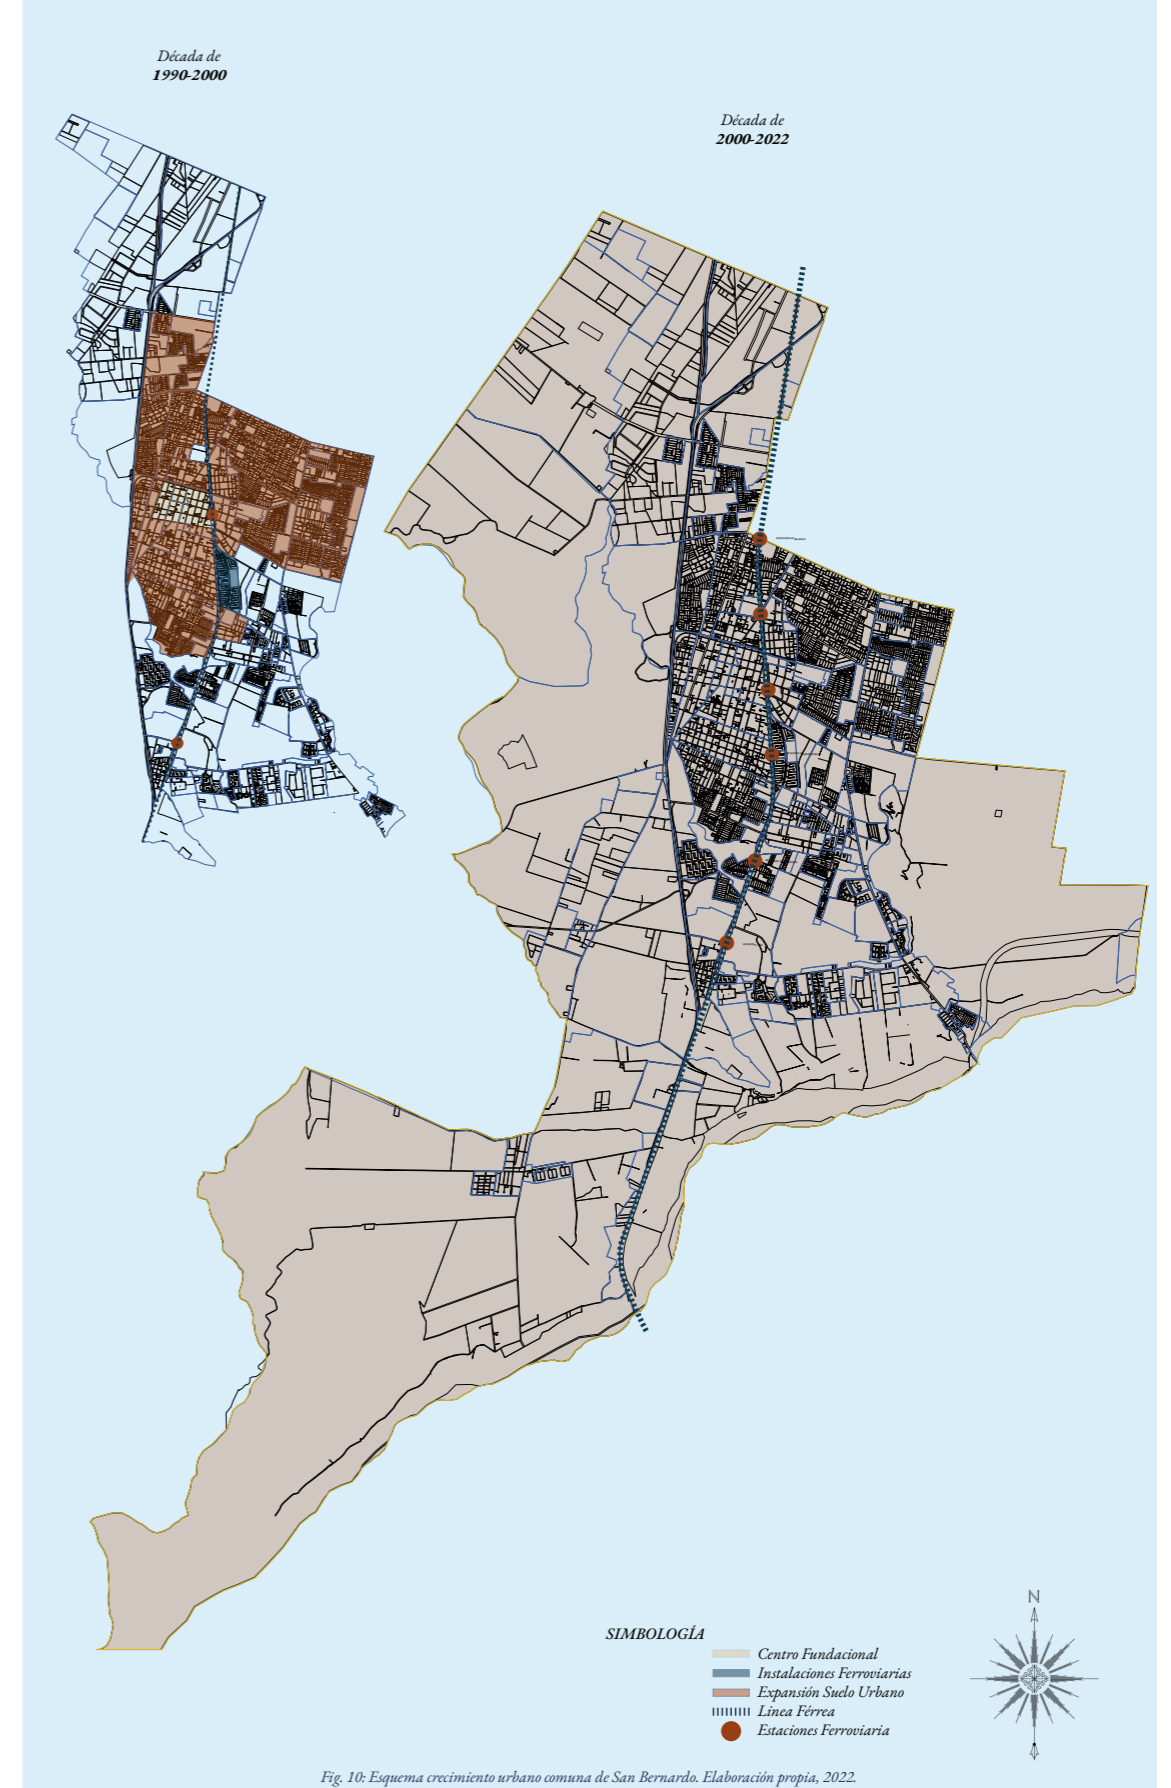 Década de
1990-2000
Década de
2000-2022
N
SIMBOLOGÍA
Centro Fundacional
Instalaciones Ferroviarias
Expansión Suelo Urbano
Linea Férrea
Estaciones Ferroviaria
Fig. 10: Esquema crecimiento urbano comuna de San Bernardo. Elaboración propia, 2022.